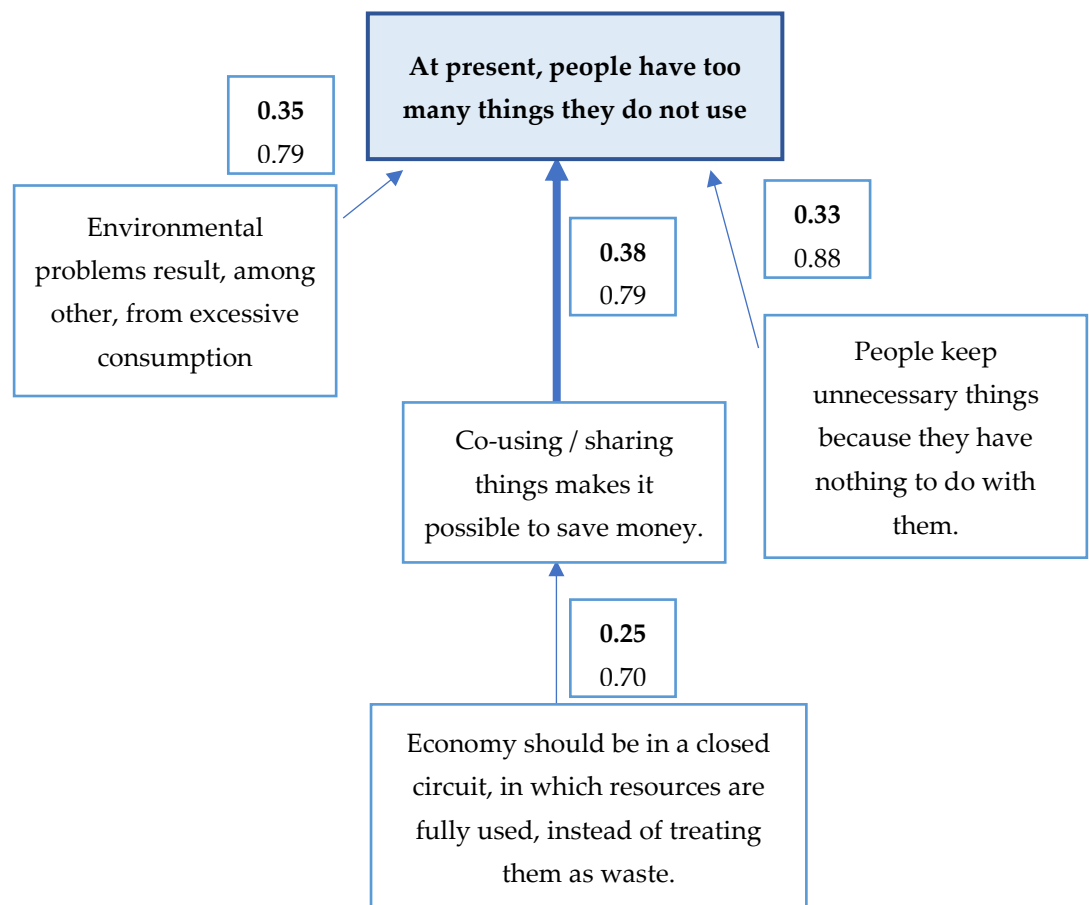 At present, people have too
many things they do not use
0.35
0.79
Environmental
problems result, among
other, from excessive
consumption
0.38
0.79
0.33
0.88
People keep
unnecessary things
because they have
nothing to do with
them.
Co-using / sharing
things makes it
possible to save money.
0.25
0.70
Economy should be in a closed
circuit, in which resources are
fully used, instead of treating
them as waste.